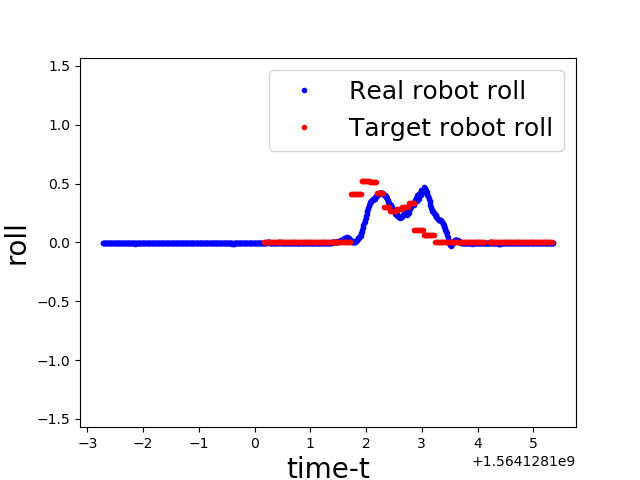 Real robot roll
Target robot roll
1.5
1.0
0.5
0.0
−0.5
−1.0
−1.5
roll
−3 −2 −1 0 1 2 3 4 5
time-t
+1.5641281e9